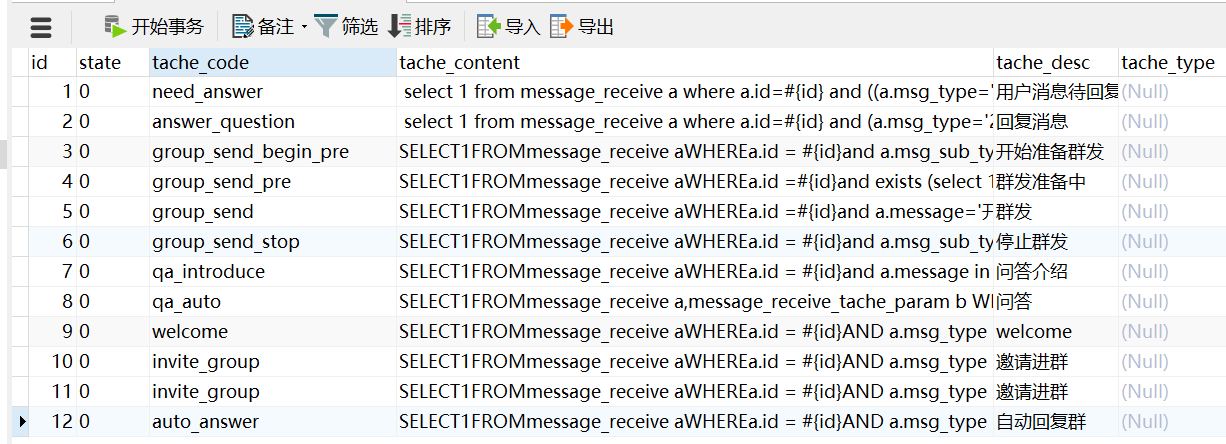 开始事务 备注 筛选 排序 导入 导出
id state tache_code tache_content tache_desc tache_type
1 0 need_answer select 1 from message_receive a where a.id=#{id} and ((a.msg_type=' 用户消息待回复 (Null)
2 0 answer_question select 1 from message_receive a where a.id=#{id} and (a.msg_type='2 回复消息 (Null)
3 0 group_send_begin_pre SELECT1FROMmessage_receive aWHEREa.id = #{id}and a.msg_sub_ty 开始准备群发 (Null)
4 0 group_send_pre SELECT1FROMmessage_receive aWHEREa.id =#{id}and exists (select 1 群发准备中 (Null)
5 0 group_send SELECT1FROMmessage_receive aWHEREa.id =#{id}and a.message='开 群发 (Null)
6 0 group_send_stop SELECT1FROMmessage_receive aWHEREa.id = #{id}and a.msg_sub_ty 停止群发 (Null)
7 0 qa_introduce SELECT1FROMmessage_receive aWHEREa.id = #{id}and a.message in 问答介绍 (Null)
8 0 qa_auto SELECT1FROMmessage_receive a,message_receive_tache_param b WH 问答 (Null)
9 0 welcome SELECT1FROMmessage_receive aWHEREa.id = #{id}AND a.msg_type welcome (Null)
10 0 invite_group SELECT1FROMmessage_receive aWHEREa.id = #{id}AND a.msg_type 邀请进群 (Null)
11 0 invite_group SELECT1FROMmessage_receive aWHEREa.id = #{id}AND a.msg_type 邀请进群 (Null)
12 0 auto_answer SELECT1FROMmessage_receive aWHEREa.id = #{id}AND a.msg_type 自动回复群 (Null)